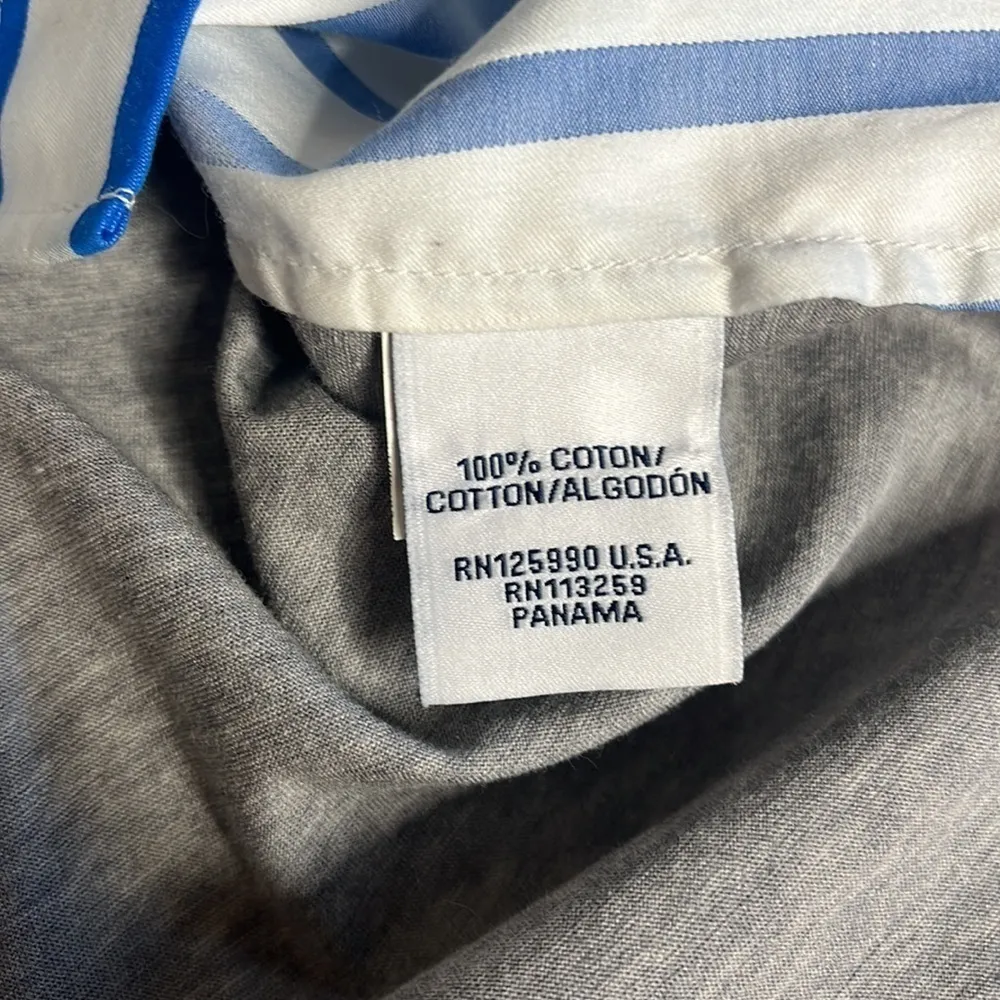 100% COTON/
COTTON/ALGODÓN
RN125990 U.S.A.
RN113259
PANAMA